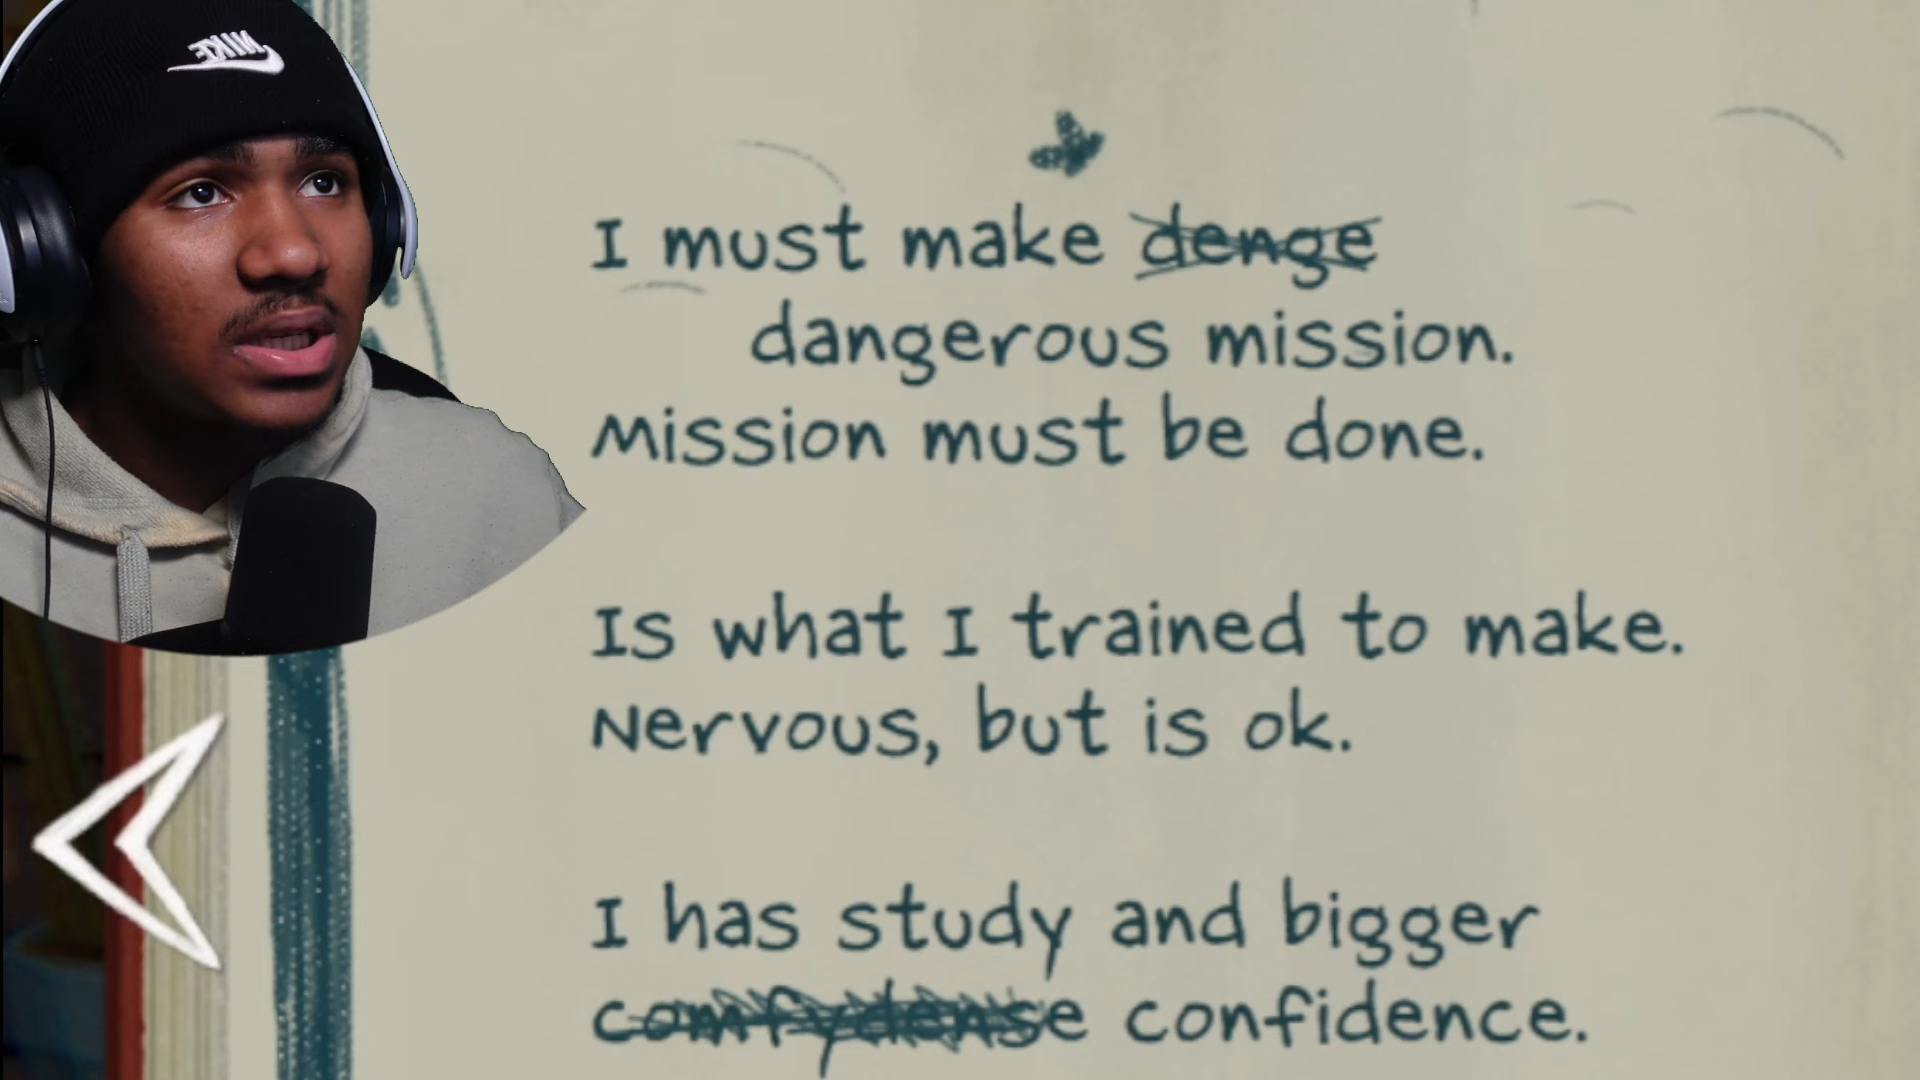 NIKE
I must make denge
dangerous mission.
Mission must be done.
Is what I trained to make.
Nervous, but is ok.
I has study and bigger
comfydense confidence.